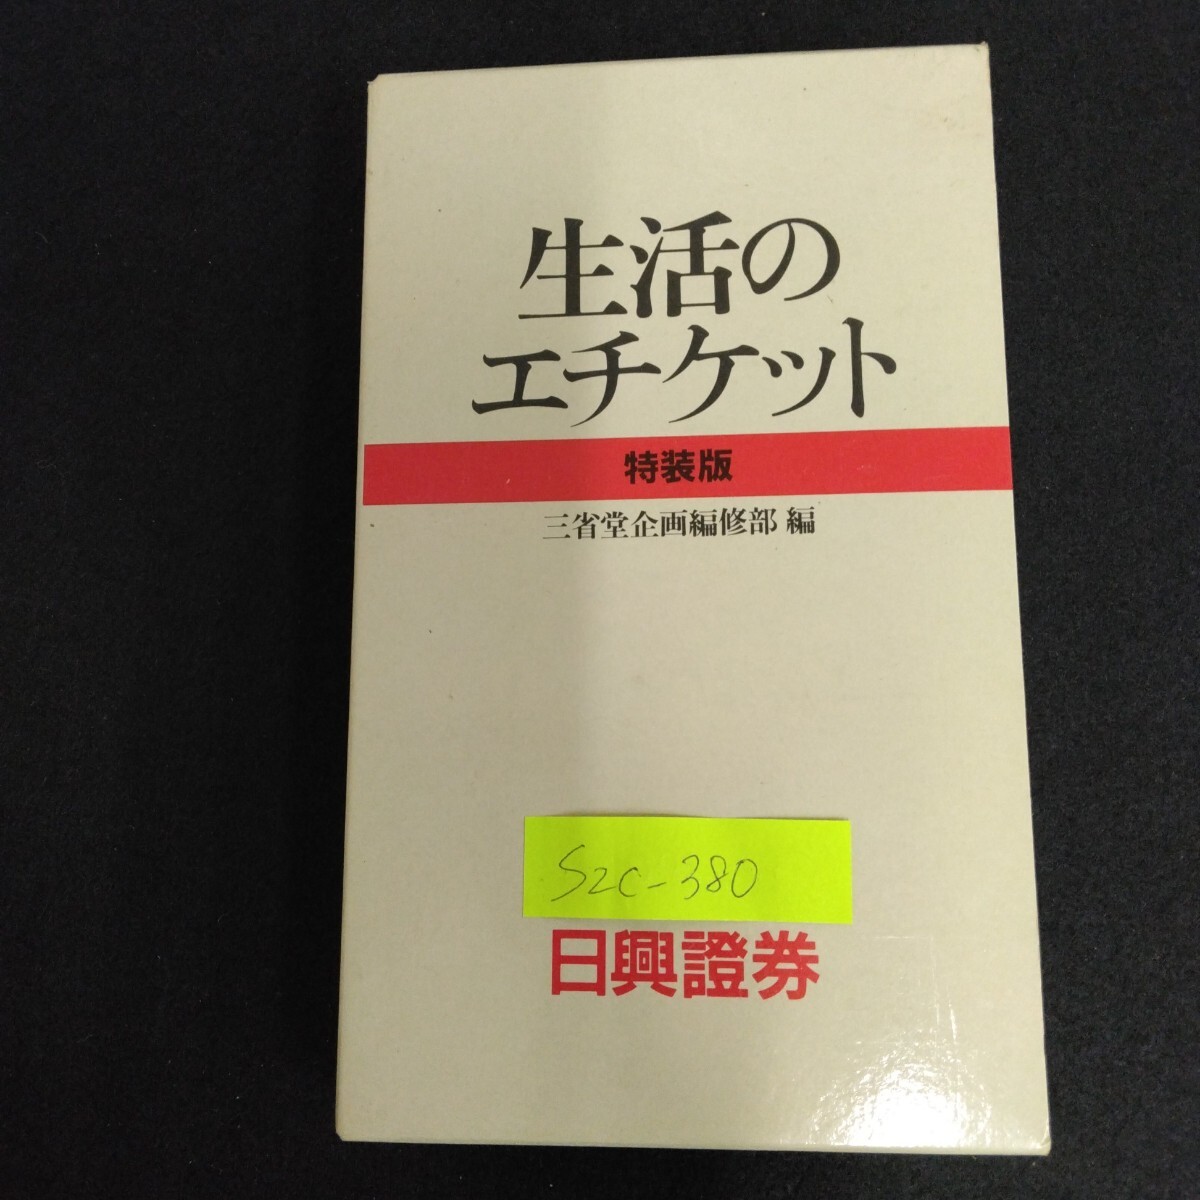 生活の
エチケット
特装版
三省堂企画編修部 編
S2C-380
日興證券